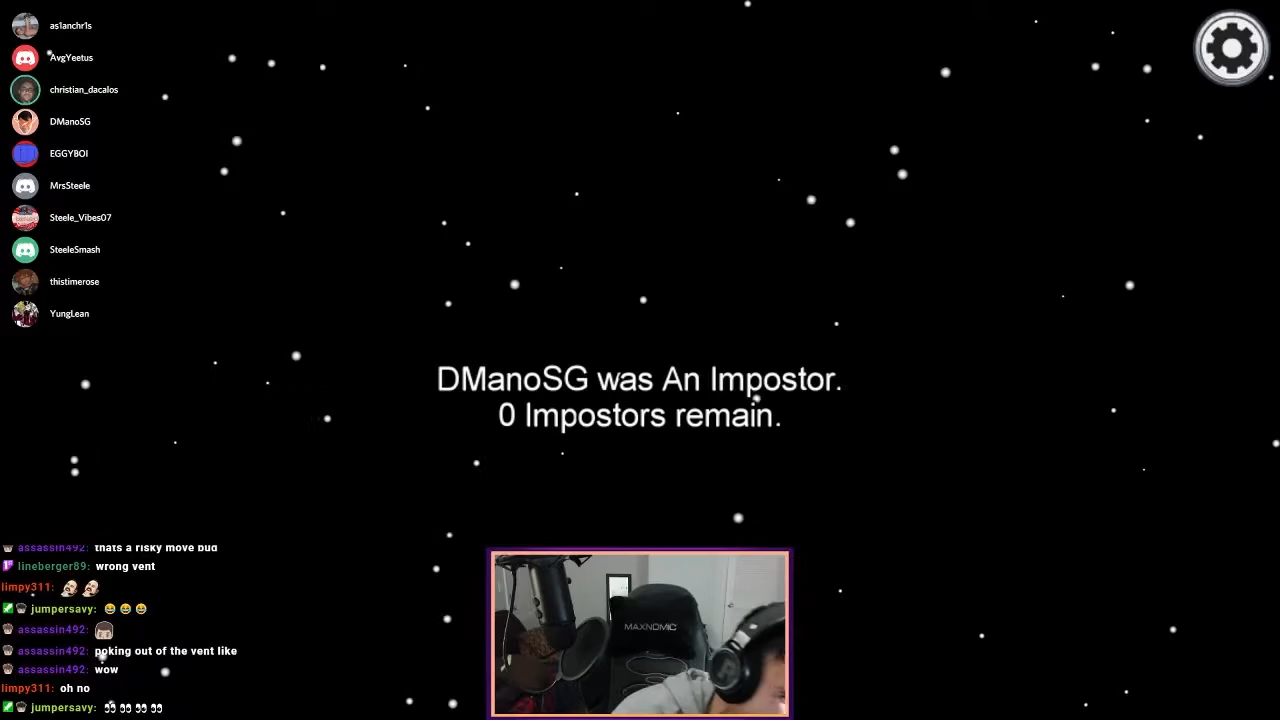 as1anchr1s
AvgYeetus
christian_dacalos
DManoSG
EGGYBOI
MrsSteele
Steele_Vibes07
SteeleSmash
thistimerose
YungLean
DManoSG was An Impostor.
0 Impostors remain.
assassin492: thats a risky move bud
lineberger89: wrong vent
limpy311:
jumpersavy: 😂 😂 😂
assassin492:
assassin492: poking out of the vent like
assassin492: wow
limpy311: oh no
jumpersavy: 👀 👀 👀 👀
MAXNOMIC